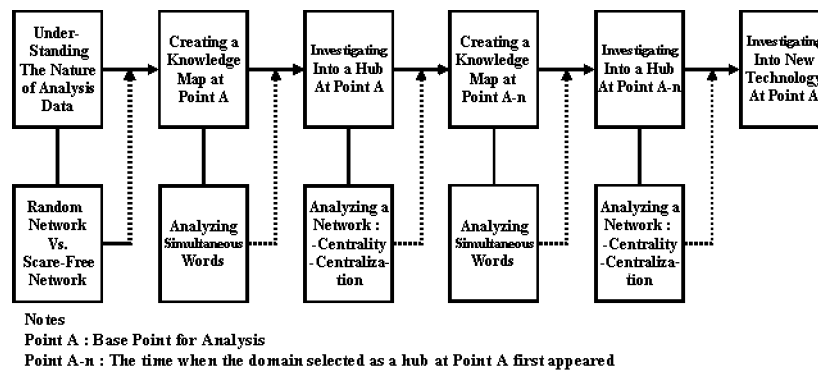 Under-
Standing
The Nature
of Analysis
Data
Creating a
Knowledge
Map at
Point A
Investigating
Into a Hub
At Point A
Creating a
Knowledge
Map at
Point A-n
Investigating
Into a Hub
At Point A-n
Investigating
Into New
Technology
At Point A
Random
Network
Vs.
Scare-Free
Network
Analyzing
Simultaneous
Words
Analyzing a
Network :
-Centrality
-Centraliza-
tion
Analyzing
Simultaneous
Words
Analyzing a
Network :
-Centrality
-Centraliza-
tion
Notes
Point A : Base Point for Analysis
Point A-n : The time when the domain selected as a hub at Point A first appeared